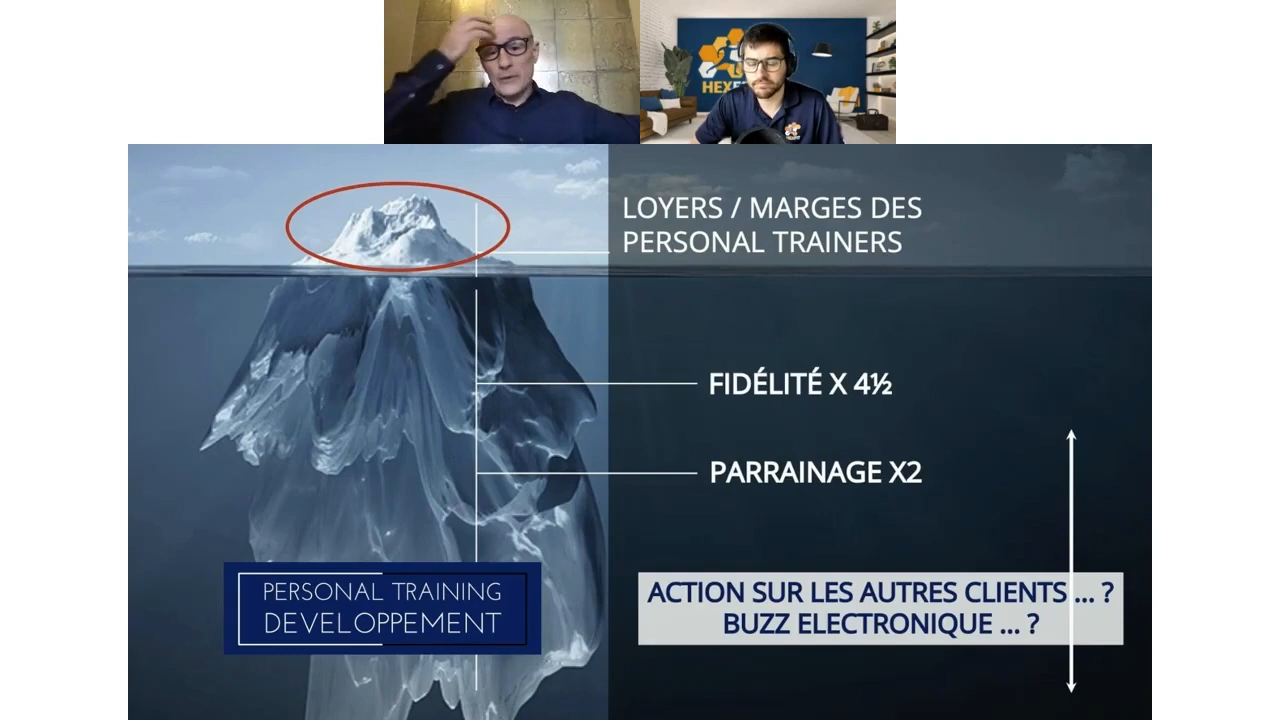 HEX
LOYERS / MARGES DES
PERSONAL TRAINERS
FIDÉLITÉ X 4½
PARRAINAGE X2
PERSONAL TRAINING
DEVELOPPEMENT
ACTION SUR LES AUTRES CLIENTS ... ?
BUZZ ELECTRONIQUE ... ?